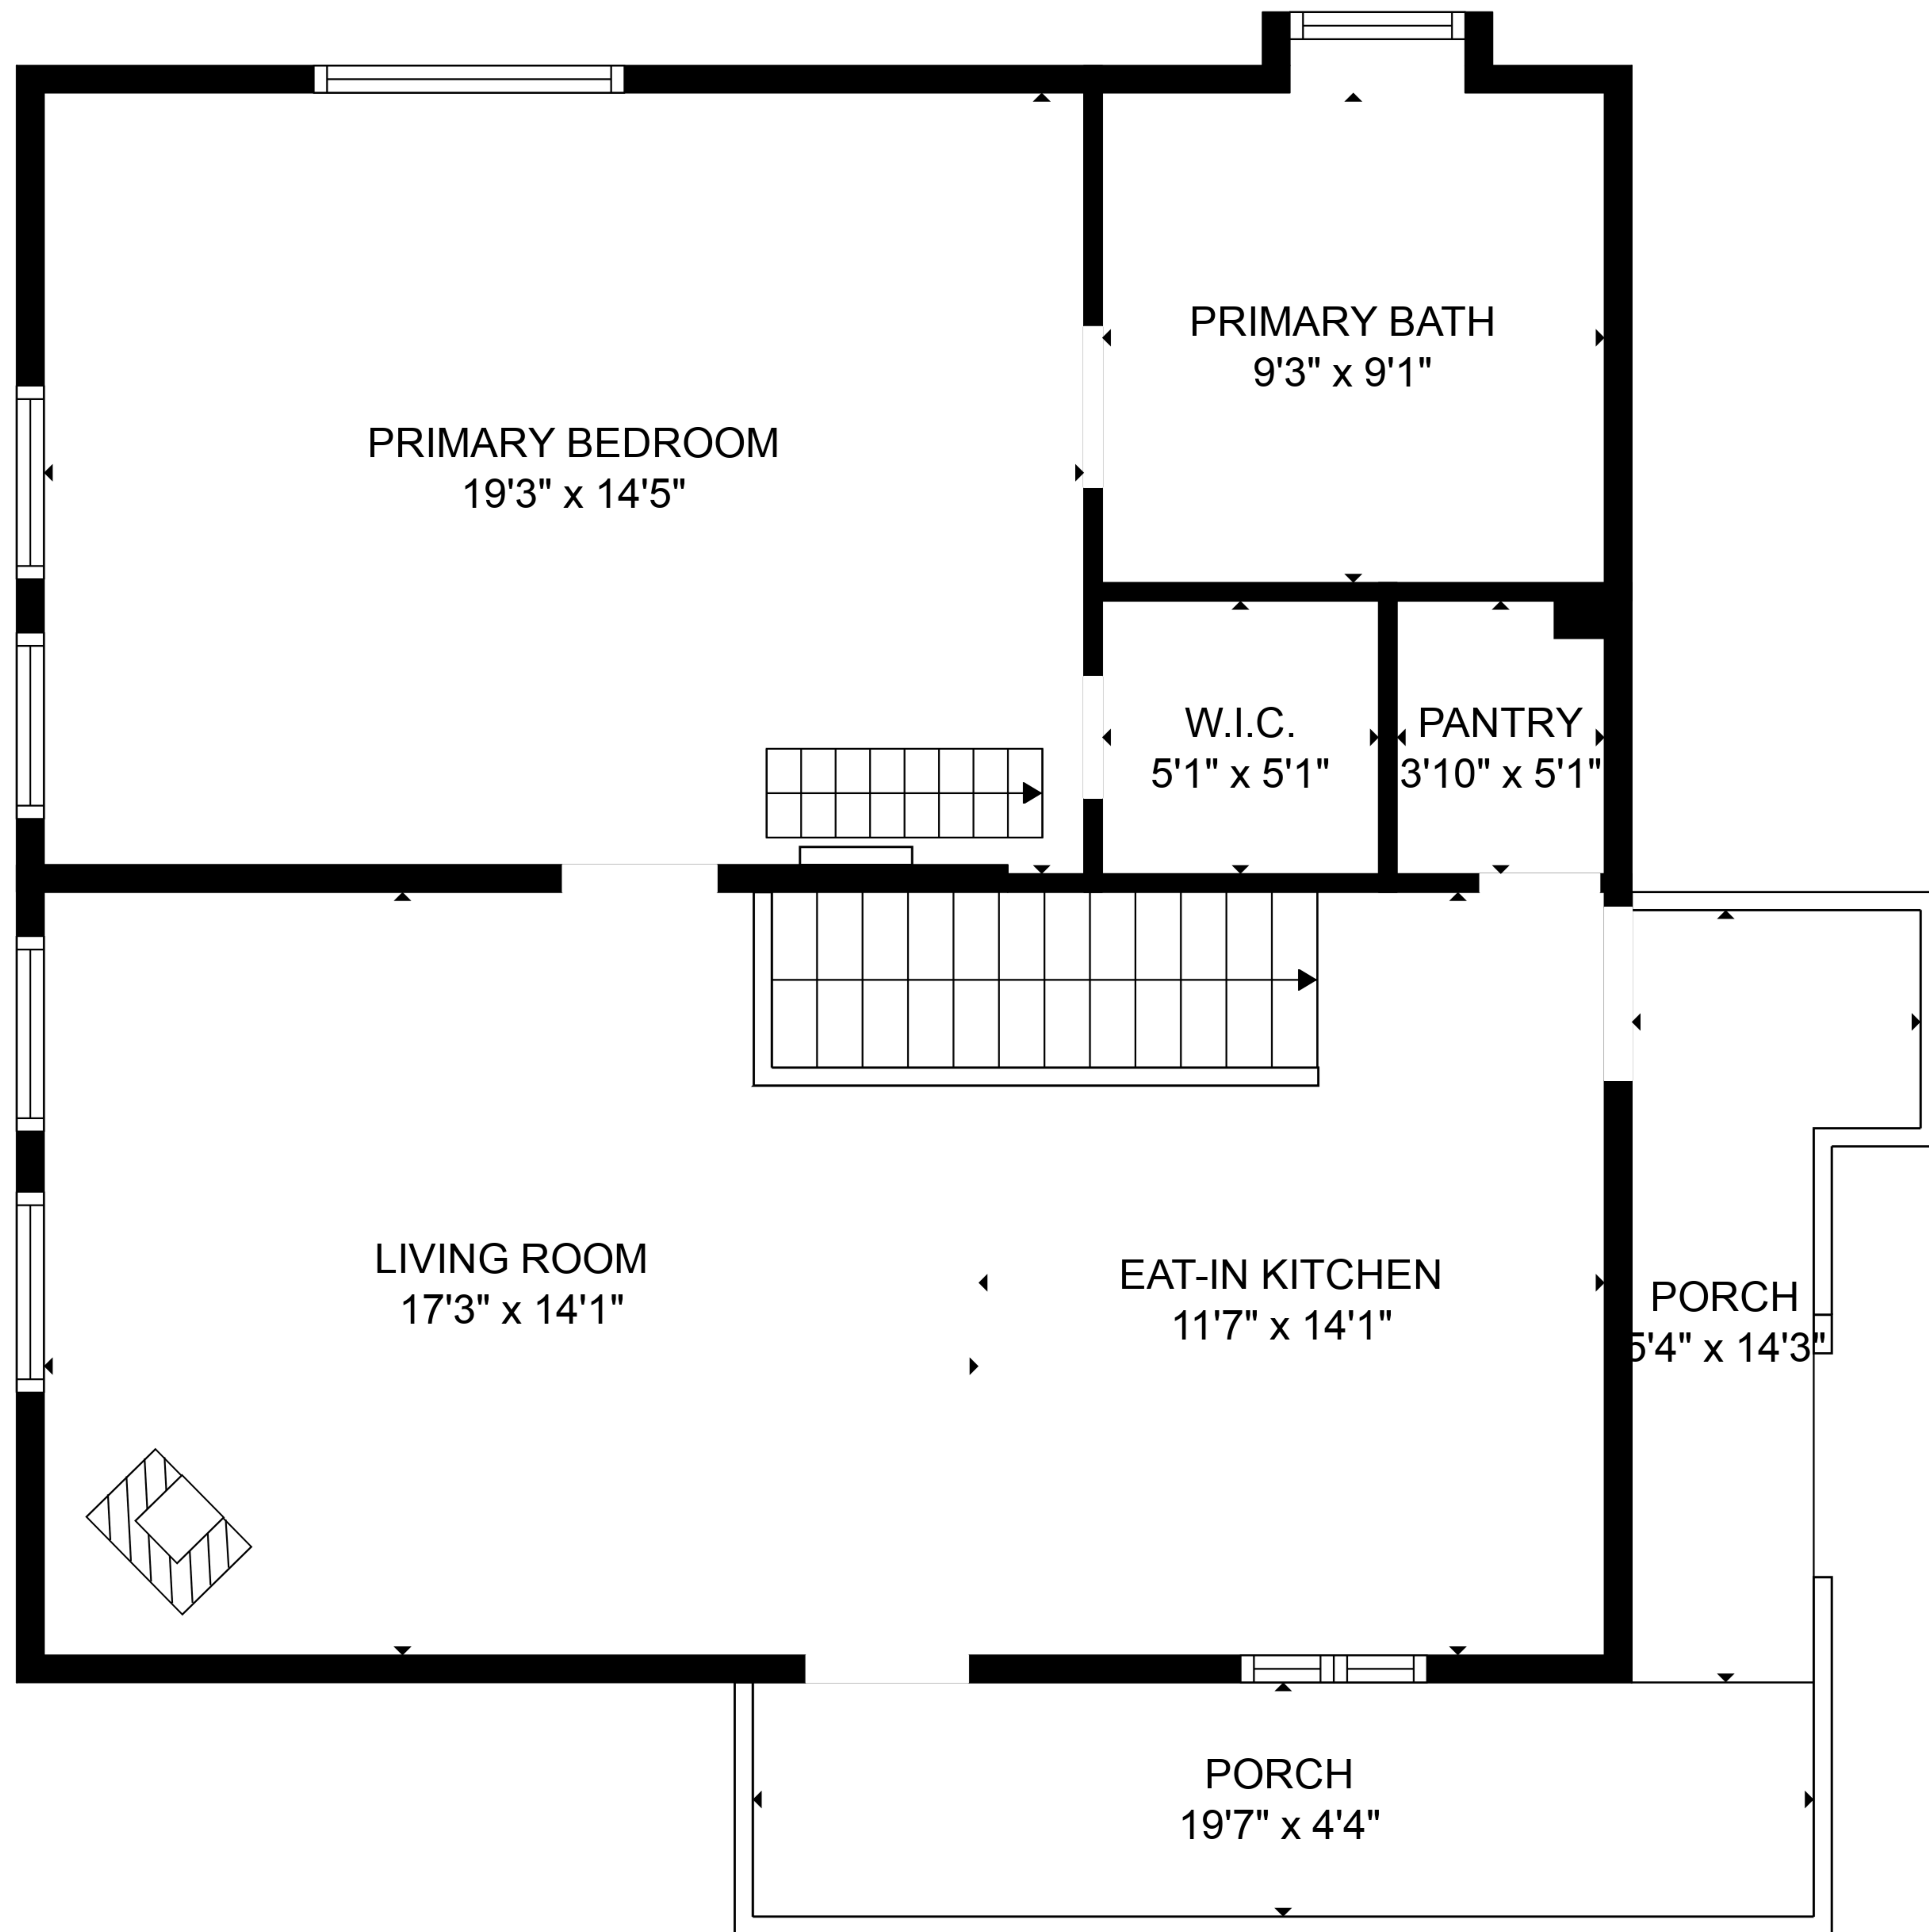 PRIMARY BATH
9'3" x 9'1"
PRIMARY BEDROOM
19'3" x 14'5"
W.I.C.
5'1" x 5'1"
PANTRY
3'10" x 5'1"
LIVING ROOM
17'3" x 14'1"
EAT-IN KITCHEN
11'7" x 14'1"
PORCH
5'4" x 14'3"
PORCH
19'7" x 4'4"